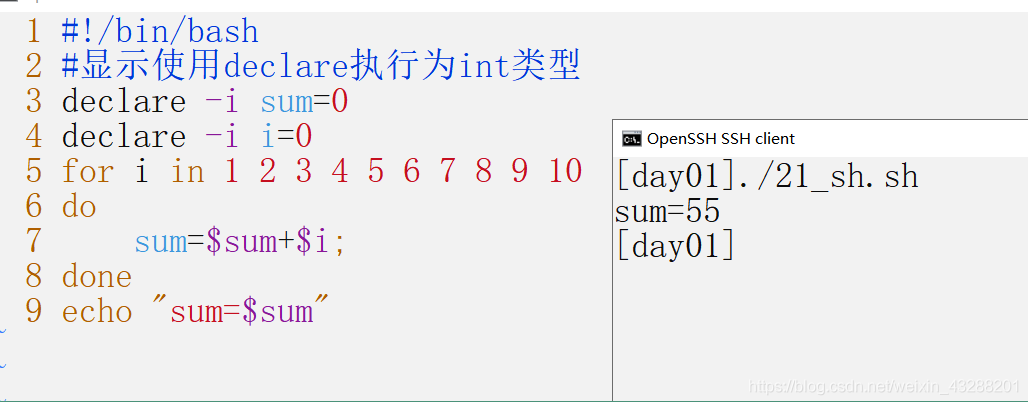 1 #!/bin/bash
2 #显示使用declare执行为int类型
3 declare -i sum=0
4 declare -i i=0
5 for i in 1 2 3 4 5 6 7 8 9 10
6 do
7     sum=$sum+$i;
8 done
9 echo "sum=$sum"
~
~
OpenSSH SSH client
[day01]./21_sh.sh
sum=55
[day01]
https://blog.csdn.net/weixin_43288201